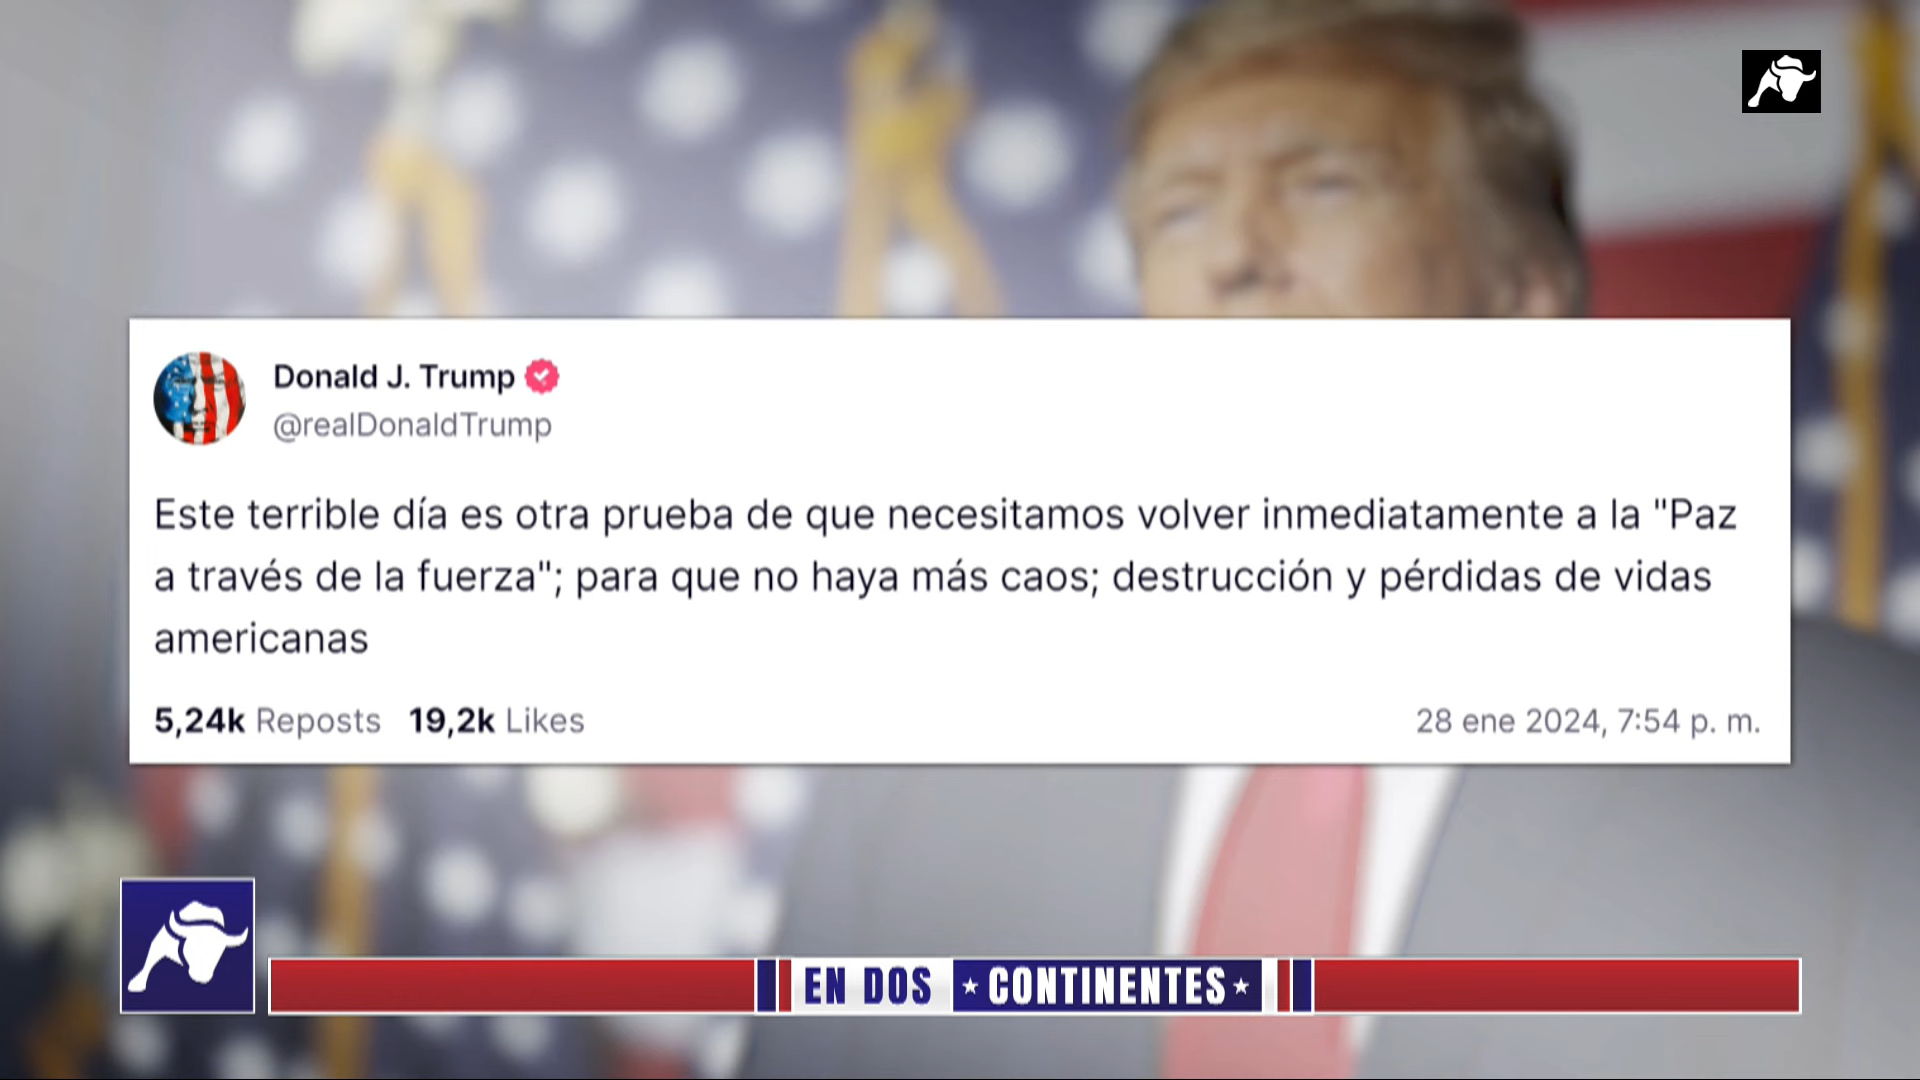 Donald J. Trump
@realDonaldTrump
Este terrible día es otra prueba de que necesitamos volver inmediatamente a la "Paz
a través de la fuerza"; para que no haya más caos; destrucción y pérdidas de vidas
americanas
5,24k Reposts 19,2k Likes
28 ene 2024, 7:54 p. m.
EN DOS CONTINENTES